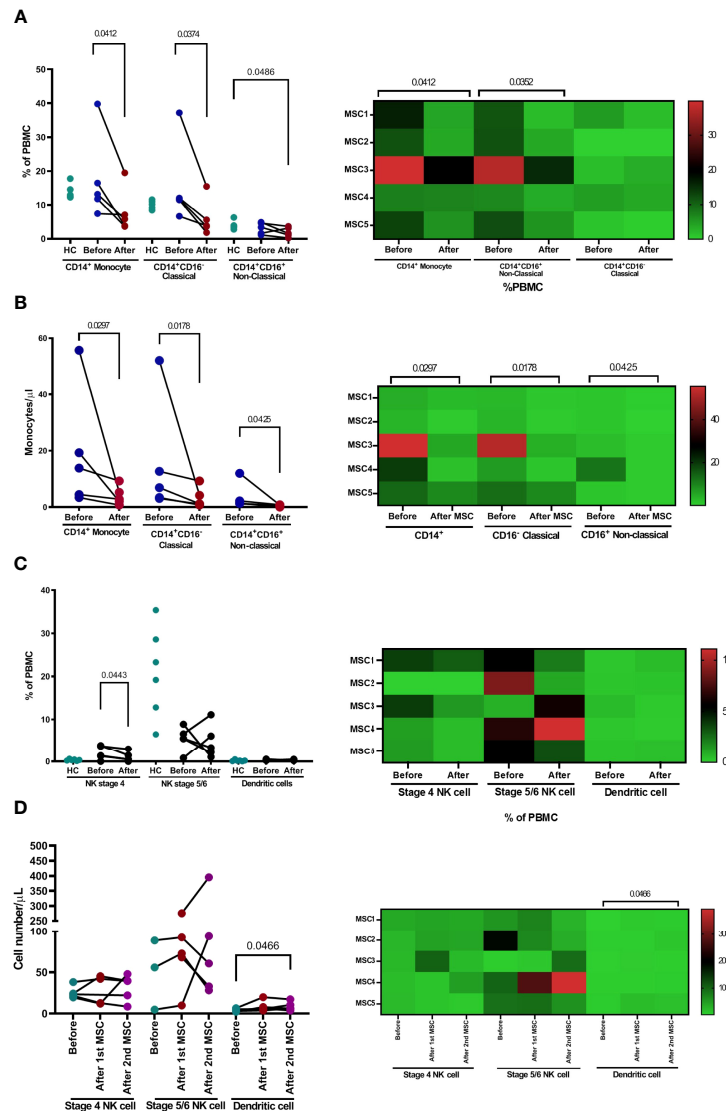 A
0.0412
0.0374
0.0486
50
40
30
20
10
0
% of PBMC
HC Before After HC Before After HC Before After
CD14+ Monocyte
CD14+CD16-
Classical
CD14+CD16+
Non-Classical
0.0412
0.0352
MSC1
MSC2
MSC3
MSC4
MSC5
30
20
10
0
Before After Before After Before After
CD14+ Monocyte
CD14+CD16+
Non-Classical
CD14+CD16-
Classical
%PBMC
B
0.0297
0.0178
0.0425
60
40
20
0
Monocytes/µl
Before After Before After Before After
CD14+ Monocyte
CD14+CD16-
Classical
CD14+CD16+
Non-classical
0.0297
0.0178
0.0425
MSC1
MSC2
MSC3
MSC4
MSC5
40
20
Before After MSC Before After MSC Before After MSC
CD14+
CD16- Classical
CD16+ Non-classical
C
40
30
20
10
0
% of PBMC
0.0443
HC Before After HC Before After HC Before After
NK stage 4
NK stage 5/6
Dendritic cells
MSC1
MSC2
MSC3
MSC4
5
0
Before After Before After Before After
Stage 4 NK cell
Stage 5/6 NK cell
Dendritic cell
% of PBMC
D
500
450
400
350
300
250
100
50
0
Cell number/µL
0.0466
Before After 1st MSC After 2nd MSC Before After 1st MSC After 2nd MSC Before After 1st MSC After 2nd MSC
Stage 4 NK cell
Stage 5/6 NK cell
Dendritic cell
0.0466
MSC1
MSC2
MSC3
MSC4
MSC5
30
20
10
Before After 1st MSC After 2nd MSC Before After 1st MSC After 2nd MSC Before After 1st MSC After 2nd MSC
Stage 4 NK cell
Stage 5/6 NK cell
Dendritic cell